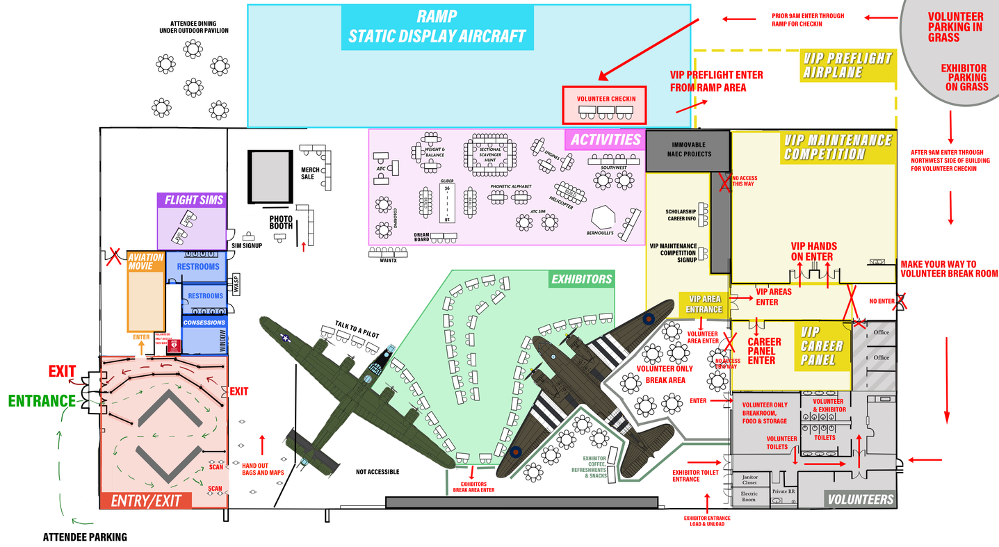 ATTENDEE DINING
UNDER OUTDOOR PAVILION
RAMP
STATIC DISPLAY AIRCRAFT
PRIOR 9AM ENTER THROUGH
RAMP FOR CHECKIN
VOLUNTEER
PARKING IN
GRASS
EXHIBITOR
PARKING
ON GRASS
VIP PREFLIGHT
AIRPLANE
VIP PREFLIGHT ENTER
FROM RAMP AREA
VOLUNTEER CHECKIN
AFTER 9AM ENTER THROUGH
NORTHWEST SIDE OF BUILDING
FOR VOLUNTEER CHECKIN
ACTIVITIES
IMMOVABLE
NAEC PROJECTS
VIP MAINTENANCE
COMPETITION
WEIGHT &
BALANCE
SECTIONAL
SCAVENGER
HUNT
ENGINES
SOUTHWEST
ATC
MERCH
SALE
GLIDER
36
18
BUILD
BUILD
PHONETIC ALPHABET
BUILD
HELICOPTER
NO ACCESS
THIS WAY
FLIGHT SIMS
SIM
SIM
COLORING
ATC SIM
BERNOULLI'S
SCHOLARSHIP
CAREER INFO
PHOTO
BOOTH
SIM SIGNUP
DREAM
BOARD
WAINTX
VIP MAINTENANCE
COMPETITION
SIGNUP
VIP HANDS
ON ENTER
MAKE YOUR WAY TO
VOLUNTEER BREAK ROOM
AVIATION
MOVIE
RESTROOMS
WASP
RESTROOMS
EXHIBITORS
VIP AREA
ENTRANCE
VIP AREAS
ENTER
NO ENTER
CONSESSIONS
WINDOW
ENTER
VOLUNTEER
ONLY ACCESS
THIS WAY
AED
TALK TO A PILOT
VOLUNTEER
AREA ENTER
VIP
CAREER
PANEL
CAREER
PANEL
ENTER
NO ACCESS
THIS WAY
Office
Office
VOLUNTEER ONLY
BREAK AREA
EXIT
ENTRANCE
EXIT
ENTER
VOLUNTEER ONLY
BREAKROOM,
FOOD & STORAGE
VOLUNTEER
& EXHIBITOR
TOILETS
VOLUNTEER
TOILETS
SCAN
SCAN
HAND OUT
BAGS AND MAPS
NOT ACCESSIBLE
EXHIBITORS
BREAK AREA ENTER
EXHIBITOR
COFFEE,
REFRESHMENTS
& SNACKS
EXHIBITOR TOILET
ENTRANCE
Janitor
Closet
Electric
Room
Private RR
VOLUNTEERS
ENTRY/EXIT
EXHIBITOR ENTRANCE
LOAD & UNLOAD
ATTENDEE PARKING